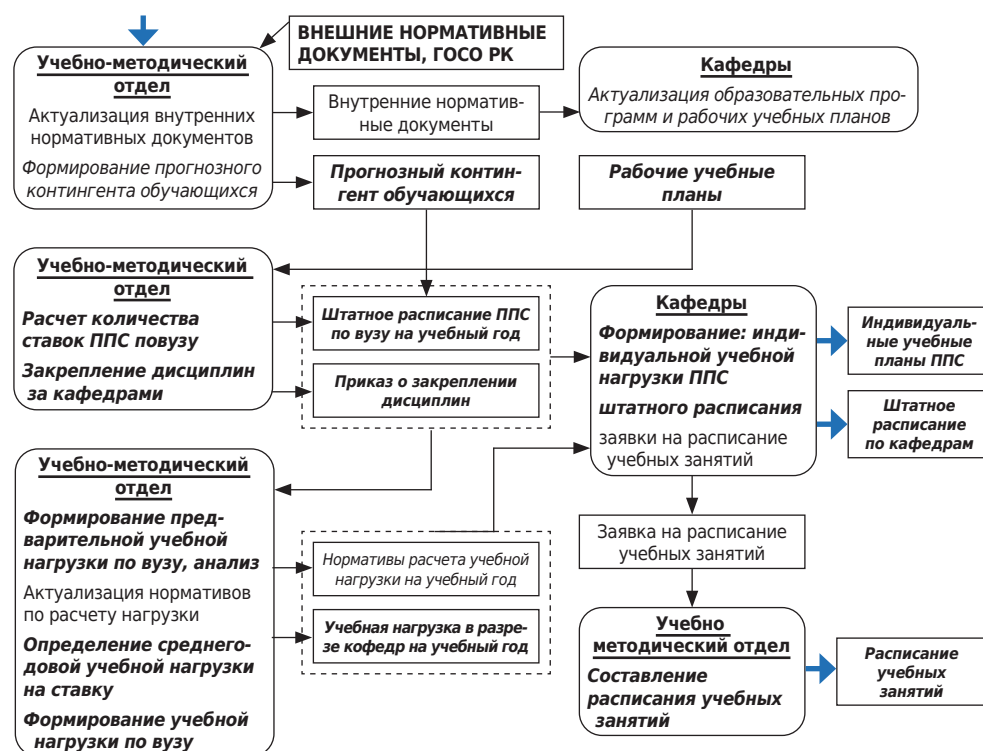 ВНЕШНИЕ НОРМАТИВНЫЕ
ДОКУМЕНТЫ, ГОСО РК
Учебно-методический
отдел
Актуализация внутренних
нормативных документов
Формирование прогнозного
контингента обучающихся
Внутренние норматив-
ные документы
Кафедры
Актуализация образовательных про-
грамм и рабочих учебных планов
Прогнозный контин-
гент обучающихся
Рабочие учебные
планы
Учебно-методический
отдел
Расчет количества
ставок ППС повузу
Закрепление дисциплин
за кафедрами
Штатное расписание ППС
по вузу на учебный год
Приказ о закреплении
дисциплин
Кафедры
Формирование: инди-
видуальной учебной
нагрузки ППС
штатного расписания
заявки на расписание
учебных занятий
Индивидуаль-
ные учебные
планы ППС
Штатное
расписание
по кафедрам
Учебно-методический
отдел
Формирование пред-
варительной учебной
нагрузки по вузу, анализ
Актуализация нормативов
по расчету нагрузки
Определение среднего-
довой учебной нагрузки
на ставку
Формирование учебной
нагрузки по вузу
Нормативы расчета учебной
нагрузки на учебный год
Учебная нагрузка в разре-
зе кофедр на учебный год
Заявка на расписание
учебных занятий
Учебно
методический отдел
Составление
расписания учебных
занятий
Расписание
учебных
занятий